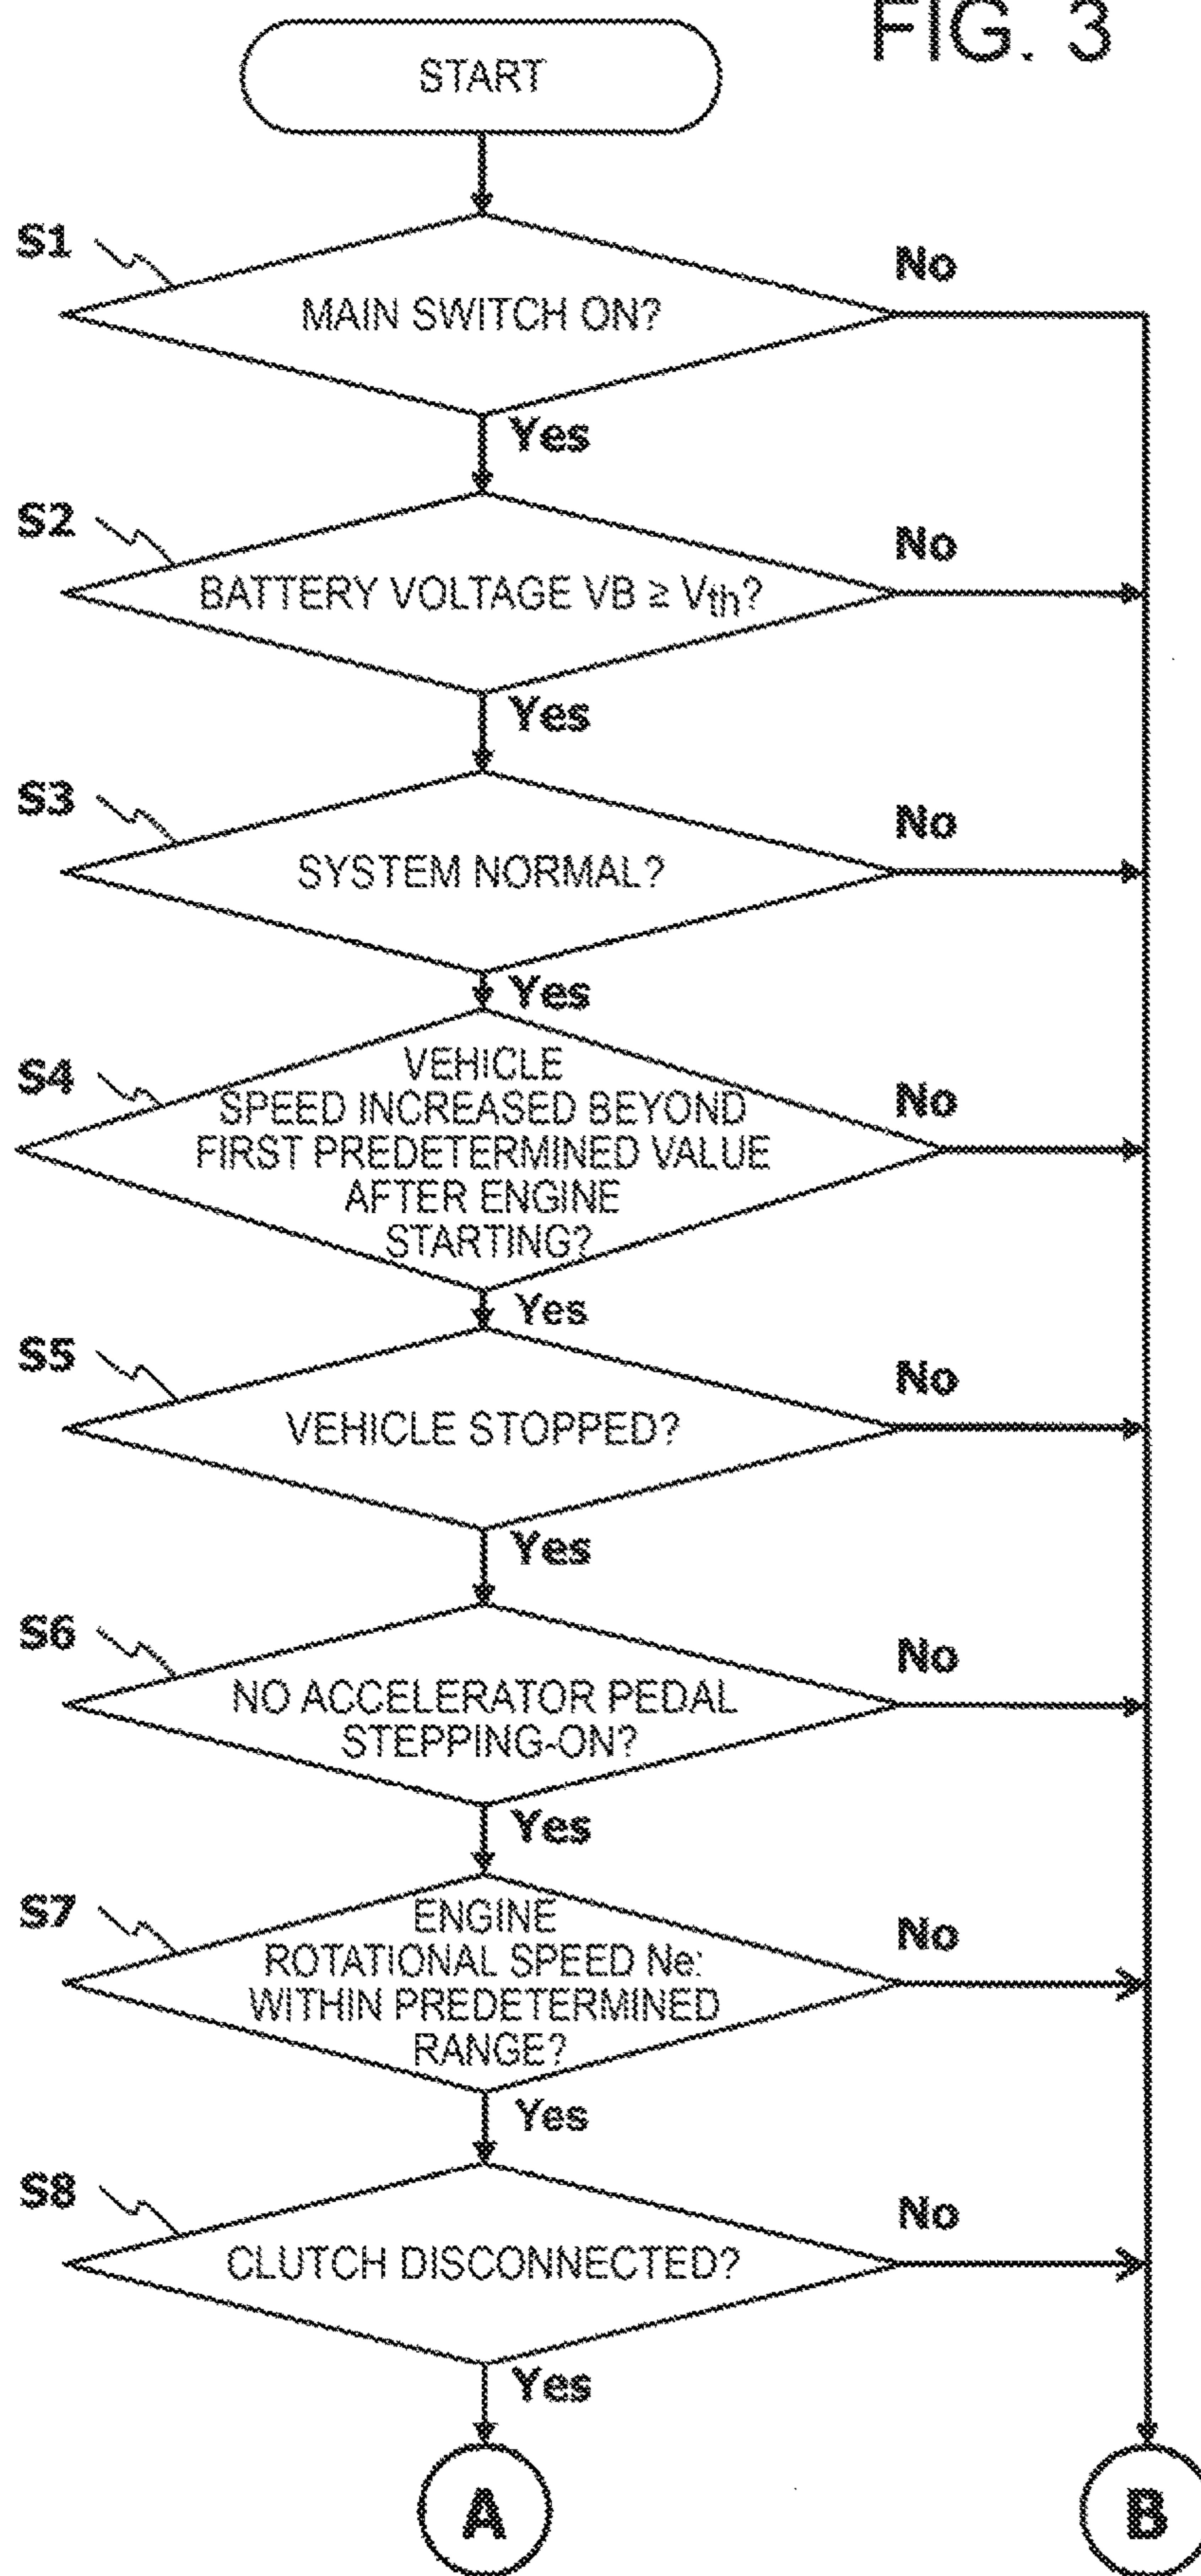 FIG. 3
START
S1
No
MAIN SWITCH ON?
Yes
S2
No
BATTERY VOLTAGE VB ≥ Vth?
Yes
S3
No
SYSTEM NORMAL?
Yes
S4
No
VEHICLE
SPEED INCREASED BEYOND
FIRST PREDETERMINED VALUE
AFTER ENGINE
STARTING?
Yes
S5
No
VEHICLE STOPPED?
Yes
S6
No
NO ACCELERATOR PEDAL
STEPPING-ON?
Yes
S7
No
ENGINE
ROTATIONAL SPEED Ne:
WITHIN PREDETERMINED
RANGE?
Yes
S8
No
CLUTCH DISCONNECTED?
Yes
A
B